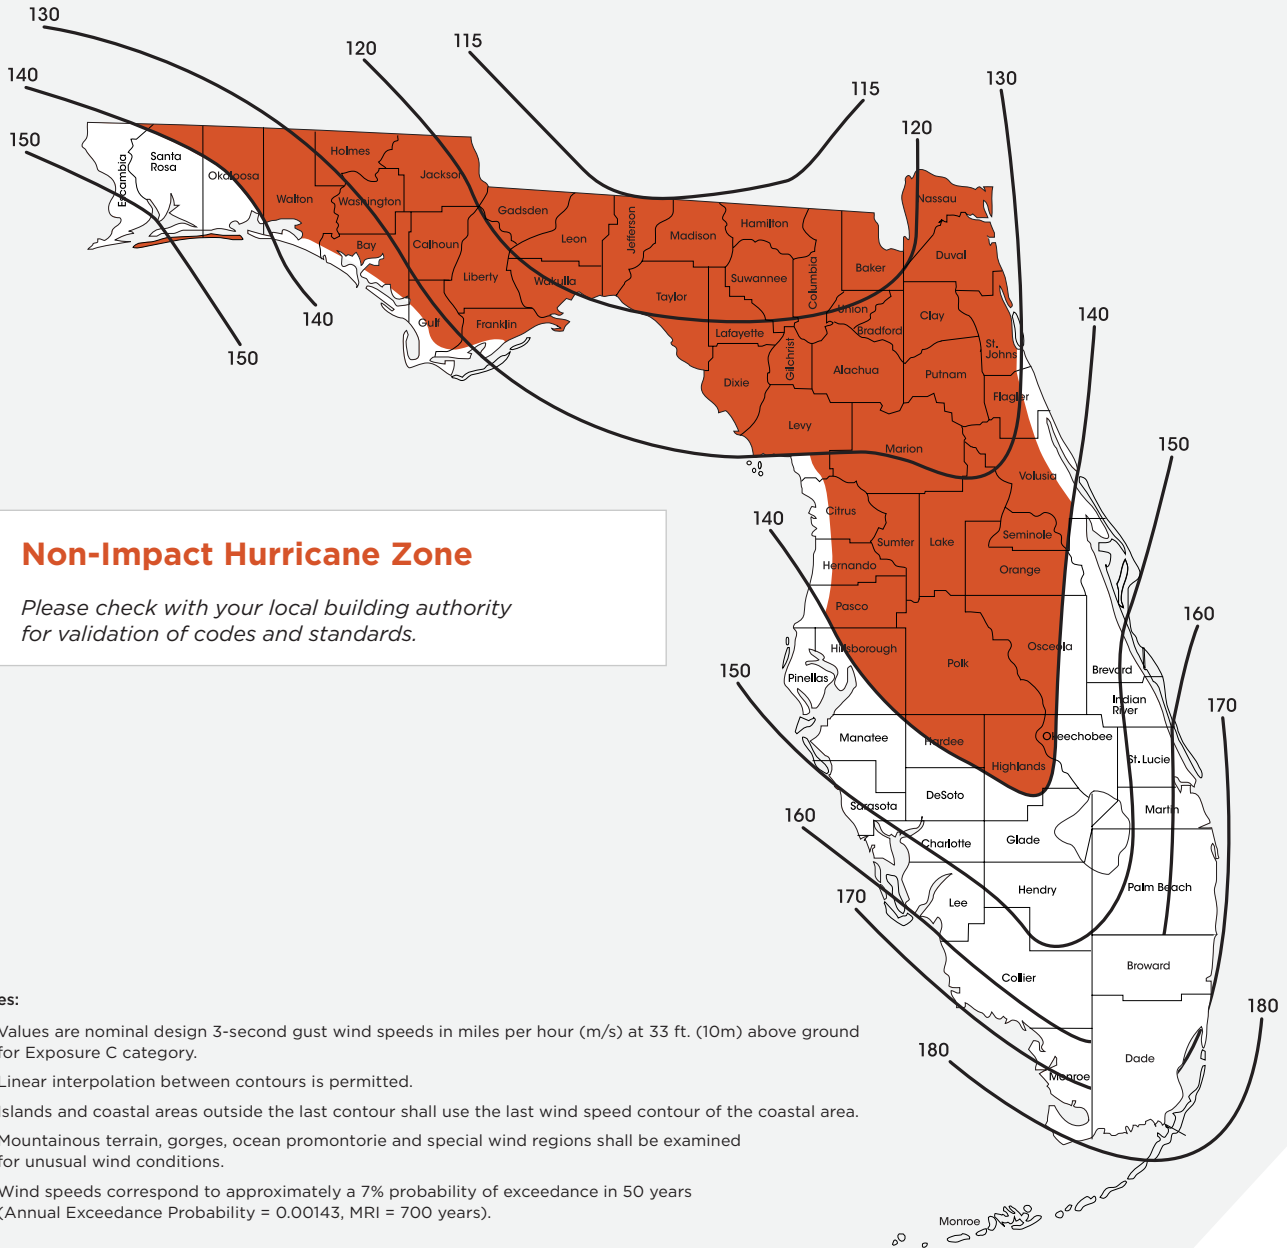 130
115
120
140
150
115
130
120
140
150
160
170
180
140
150
160
170
180
140
150
Escambia
Santa
Rosa
Okaloosa
Walton
Holmes
Washington
Bay
Jackson
Calhoun
Gulf
Liberty
Gadsden
Franklin
Leon
Wakulla
Jefferson
Madison
Taylor
Hamilton
Suwannee
Lafayette
Dixie
Columbia
Gilchrist
Levy
Baker
Union
Bradford
Alachua
Marion
Nassau
Duval
Clay
St.
Johns
Putnam
Flagler
Volusia
Citrus
Sumter
Lake
Seminole
Orange
Hernando
Pasco
Hillsborough
Pinellas
Polk
Osceola
Brevard
Indian
River
Manatee
Hardee
Highlands
Okeechobee
St. Lucie
Sarasota
DeSoto
Martin
Charlotte
Glade
Lee
Hendry
Palm Beach
Collier
Broward
Monroe
Dade
Monroe
Non-Impact Hurricane Zone
Please check with your local building authority
for validation of codes and standards.
es:
Values are nominal design 3-second gust wind speeds in miles per hour (m/s) at 33 ft. (10m) above ground
for Exposure C category.
Linear interpolation between contours is permitted.
Islands and coastal areas outside the last contour shall use the last wind speed contour of the coastal area.
Mountainous terrain, gorges, ocean promontorie and special wind regions shall be examined
for unusual wind conditions.
Wind speeds correspond to approximately a 7% probability of exceedance in 50 years
(Annual Exceedance Probability = 0.00143, MRI = 700 years).